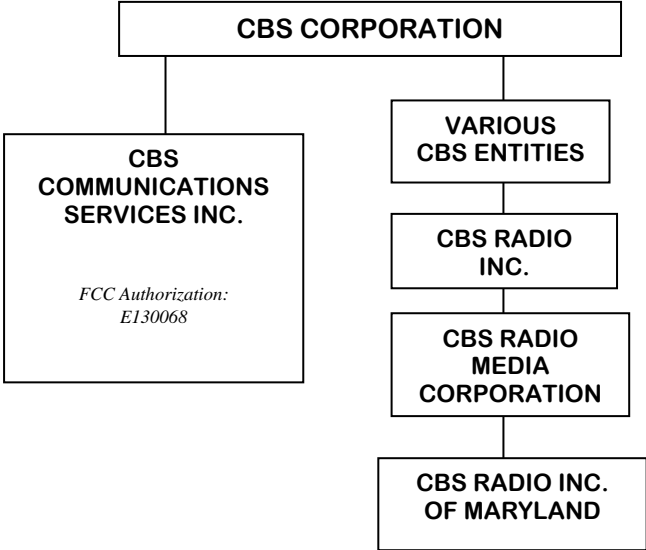 CBS CORPORATION
CBS
COMMUNICATIONS
SERVICES INC.
FCC Authorization:
E130068
VARIOUS
CBS ENTITIES
CBS RADIO
INC.
CBS RADIO
MEDIA
CORPORATION
CBS RADIO INC.
OF MARYLAND